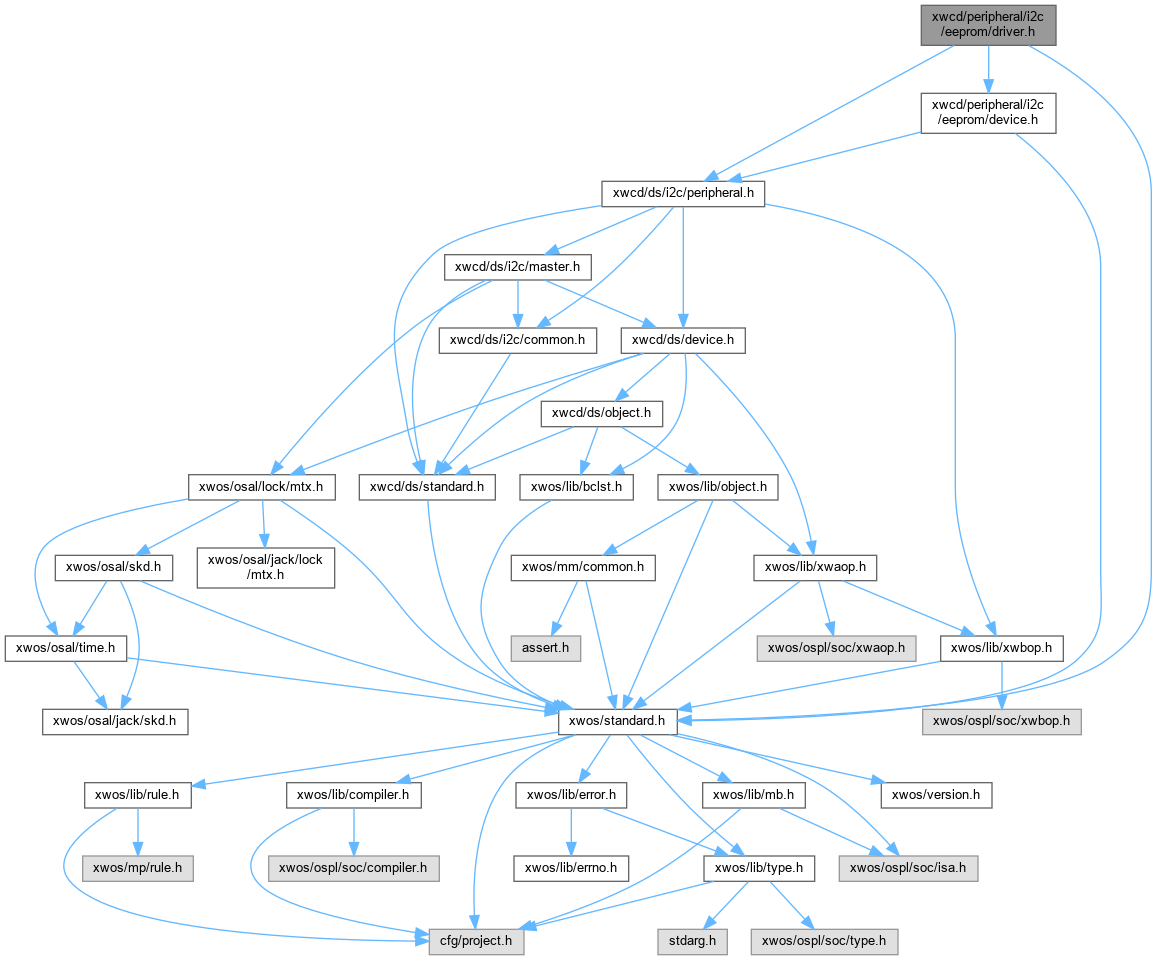 xwcd/peripheral/i2c
/eeprom/driver.h
xwcd/peripheral/i2c
/eeprom/device.h
xwcd/ds/i2c/peripheral.h
xwcd/ds/i2c/master.h
xwcd/ds/i2c/common.h
xwcd/ds/device.h
xwcd/ds/object.h
xwos/osal/lock/mtx.h
xwcd/ds/standard.h
xwos/lib/bclst.h
xwos/lib/object.h
xwos/osal/skd.h
xwos/osal/jack/lock
/mtx.h
xwos/mm/common.h
xwos/lib/xwaop.h
xwos/osal/time.h
assert.h
xwos/ospl/soc/xwaop.h
xwos/lib/xwbop.h
xwos/osal/jack/skd.h
xwos/standard.h
xwos/ospl/soc/xwbop.h
xwos/lib/rule.h
xwos/lib/compiler.h
xwos/lib/error.h
xwos/lib/mb.h
xwos/version.h
xwos/mp/rule.h
xwos/ospl/soc/compiler.h
xwos/lib/errno.h
xwos/lib/type.h
xwos/ospl/soc/isa.h
cfg/project.h
stdarg.h
xwos/ospl/soc/type.h